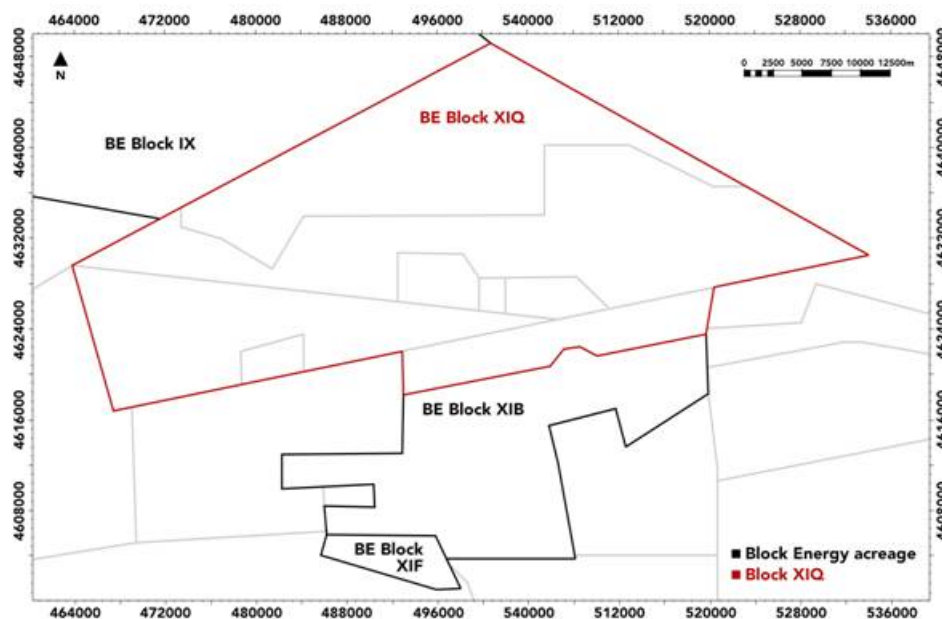 464000 472000 480000 488000 496000 504000 512000 520000 528000 536000
4648000
4648000
N
0 2500 5000 7500 10000 12500m
BE Block XIQ
BE Block IX
4640000
4640000
4632000
4632000
4624000
4624000
4616000
4616000
BE Block XIB
4608000
4608000
BE Block
XIF
Block Energy acreage
Block XIQ
464000 472000 480000 488000 496000 504000 512000 520000 528000 536000